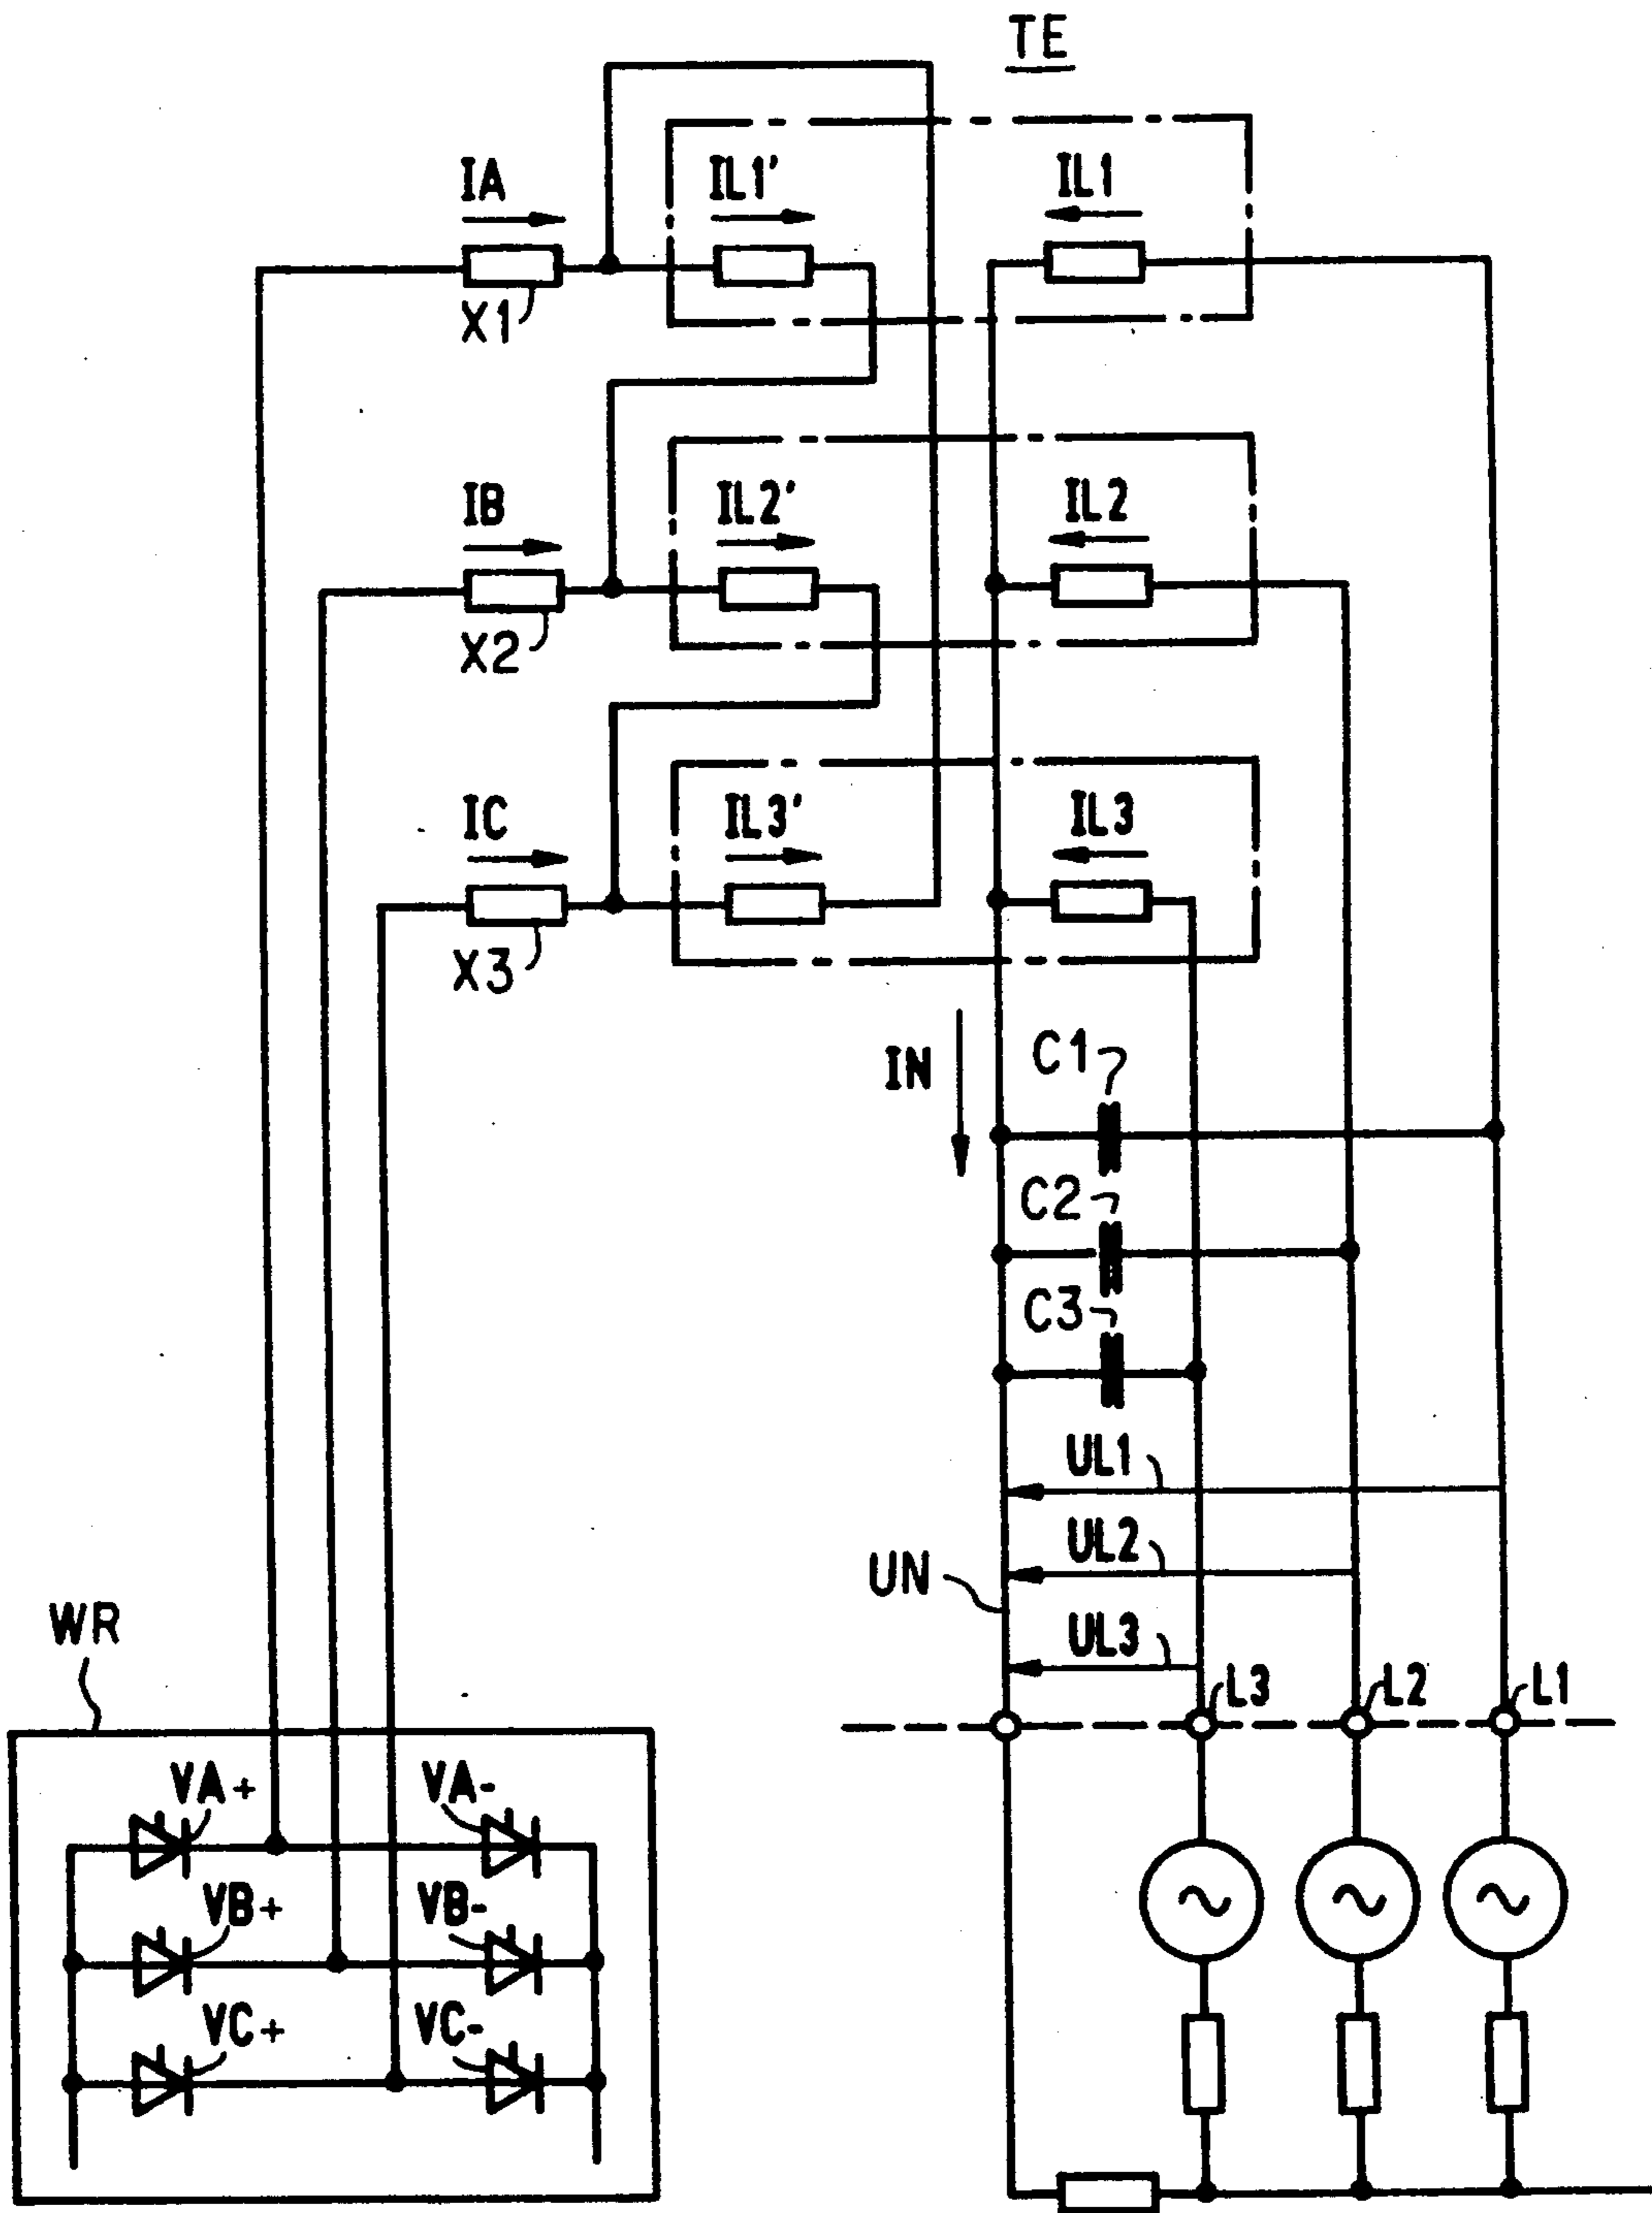 TE
IA
IL1'
IL1
X1
IB
IL2'
IL2
X2
IC
IL3'
IL3
X3
IN
C1
C2
C3
UL1
UL2
UN
UL3
WR
L3
L2
L1
VA+
VA-
VB+
VB-
VC+
VC-